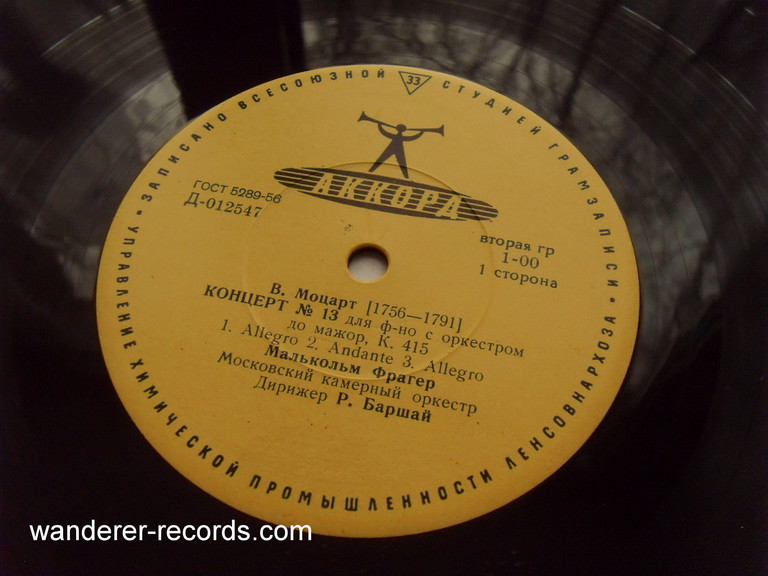 ЗАПИСАНО ВСЕСОЮЗНОЙ 33 СТУДИЕЙ ГРАМЗАПИСИ
• УПРАВЛЕНИЕ ХИМИЧЕСКОЙ ПРОМЫШЛЕННОСТИ ЛЕНСОВНАРХОЗА •
АККОРД
ГОСТ 5289-56
Д-012547
вторая гр
1-00
1 сторона
В. Моцарт [1756—1791]
КОНЦЕРТ № 13 для ф-но с оркестром
до мажор, К. 415
1. Allegro 2. Andante 3. Allegro
Малькольм Фрагер
Московский камерный оркестр
Дирижер Р. Баршай
wanderer-records.com